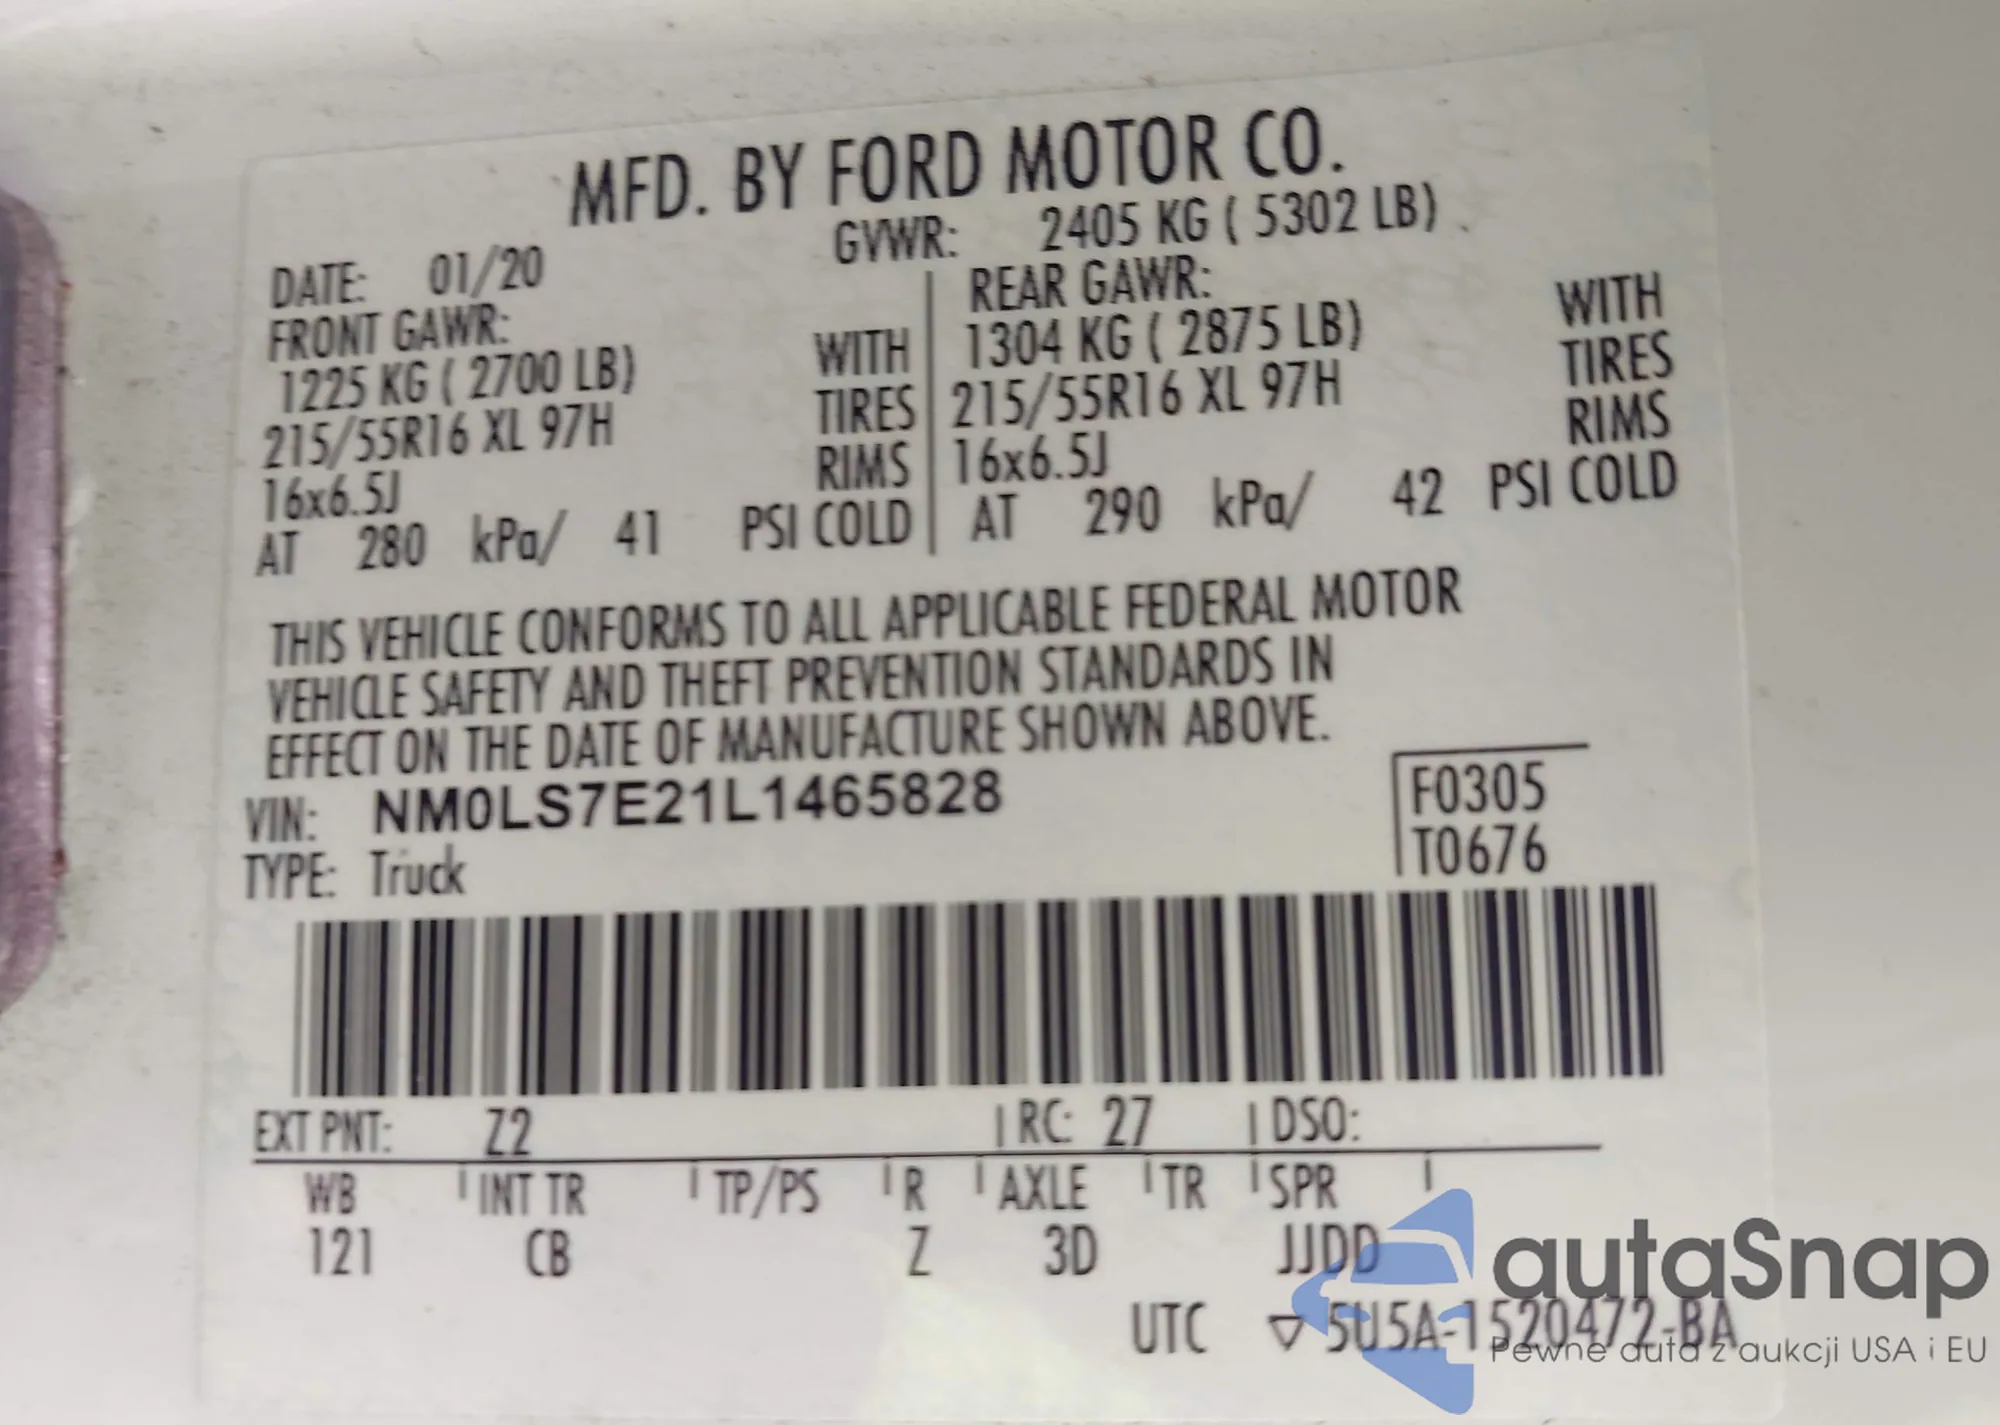 MFD. BY FORD MOTOR CO.
DATE: 01/20 GVWR: 2405 KG ( 5302 LB)
FRONT GAWR: REAR GAWR:
1225 KG ( 2700 LB) WITH 1304 KG ( 2875 LB) WITH
215/55R16 XL 97H TIRES 215/55R16 XL 97H TIRES
16x6.5J RIMS 16x6.5J RIMS
AT 280 kPa/ 41 PSI COLD AT 290 kPa/ 42 PSI COLD
THIS VEHICLE CONFORMS TO ALL APPLICABLE FEDERAL MOTOR
VEHICLE SAFETY AND THEFT PREVENTION STANDARDS IN
EFFECT ON THE DATE OF MANUFACTURE SHOWN ABOVE.
VIN: NM0LS7E21L1465828 F0305
TYPE: Truck T0676
EXT PNT: Z2 RC: 27 DSO:
WB INT TR TP/PS R AXLE TR SPR
121 CB Z 3D JJDD
UTC ▽ 5U5A-1520472-BA
autaSnap
Pewne auta z aukcji USA i EU